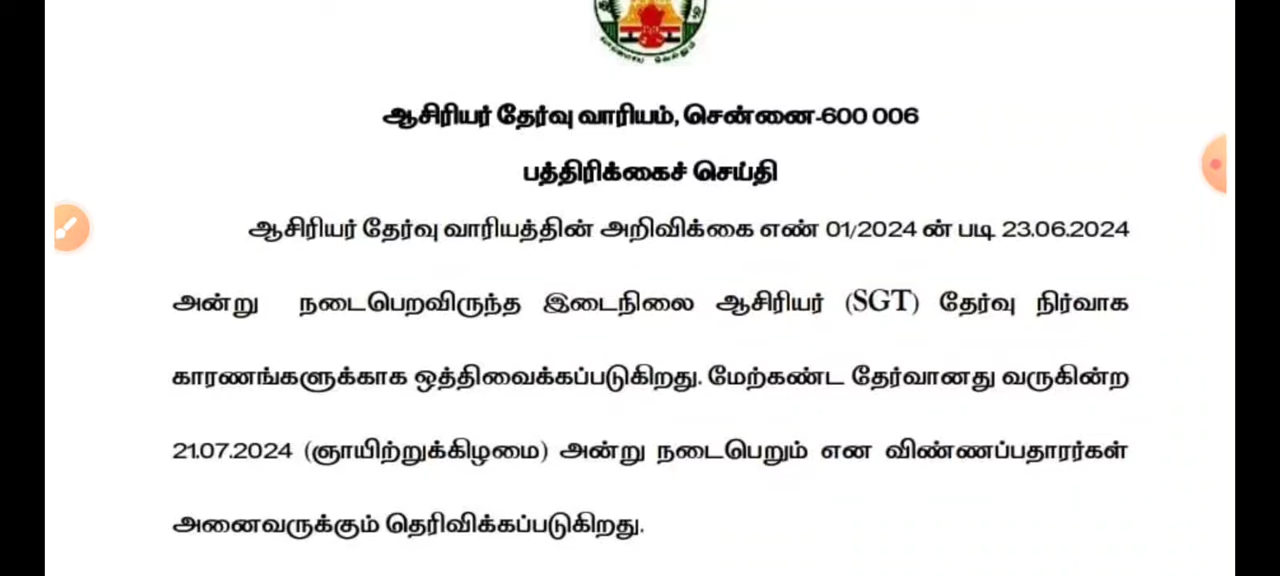 வாய்மையே வெல்லும்
ஆசிரியர் தேர்வு வாரியம், சென்னை-600 006
பத்திரிக்கைச் செய்தி
ஆசிரியர் தேர்வு வாரியத்தின் அறிவிக்கை எண் 01/2024 ன் படி 23.06.2024
அன்று நடைபெறவிருந்த இடைநிலை ஆசிரியர் (SGT) தேர்வு நிர்வாக
காரணங்களுக்காக ஒத்திவைக்கப்படுகிறது. மேற்கண்ட தேர்வானது வருகின்ற
21.07.2024 (ஞாயிற்றுக்கிழமை) அன்று நடைபெறும் என விண்ணப்பதாரர்கள்
அனைவருக்கும் தெரிவிக்கப்படுகிறது.